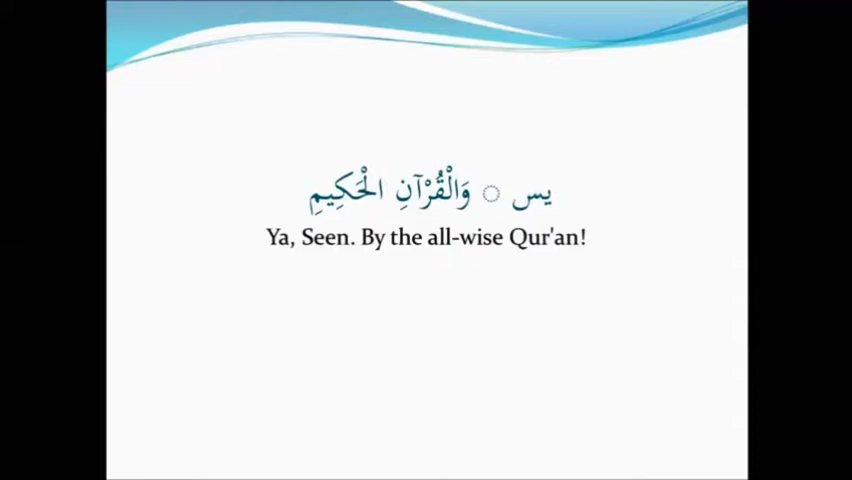 يس ۝ وَالْقُرْآنِ الْحَكِيمِ
Ya, Seen. By the all-wise Qur'an!